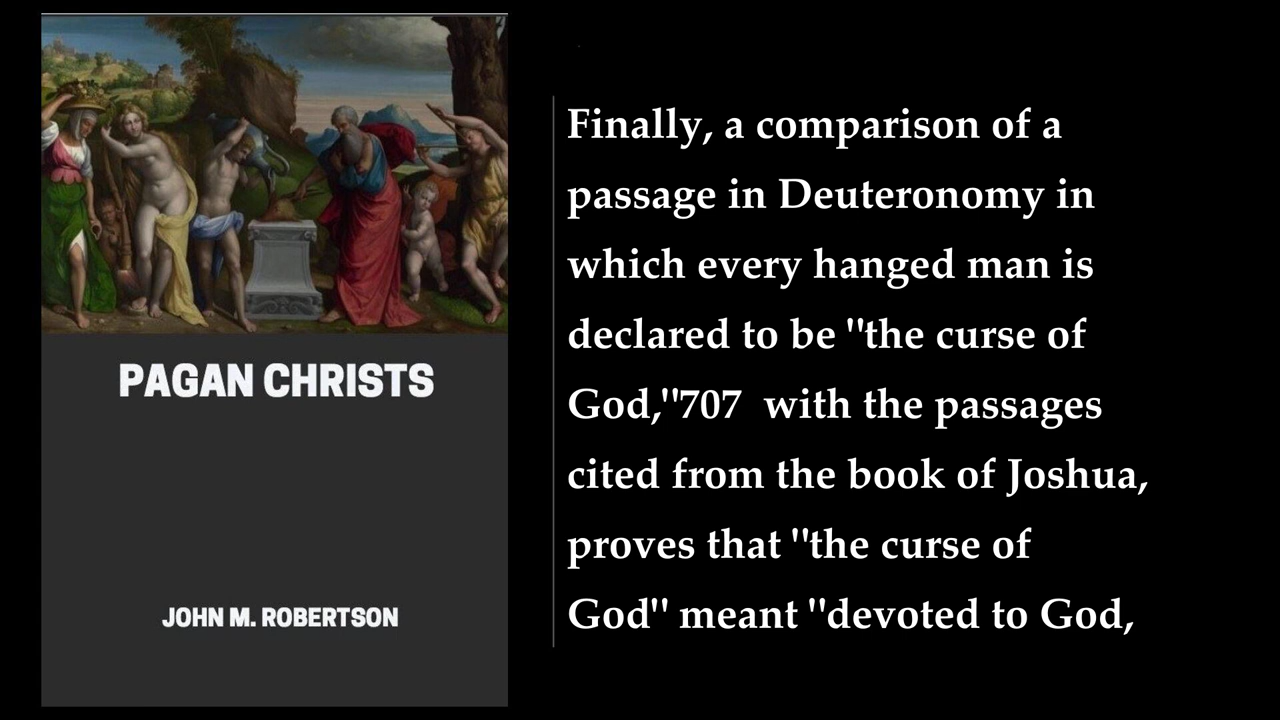 PAGAN CHRISTS
JOHN M. ROBERTSON
Finally, a comparison of a
passage in Deuteronomy in
which every hanged man is
declared to be "the curse of
God,"707  with the passages
cited from the book of Joshua,
proves that "the curse of
God" meant "devoted to God,